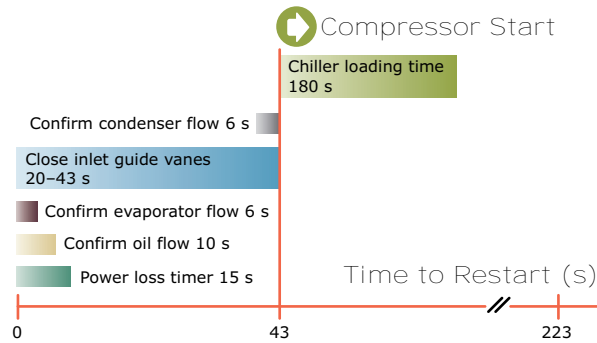 Compressor Start
Chiller loading time
180 s
Confirm condenser flow 6 s
Close inlet guide vanes
20–43 s
Confirm evaporator flow 6 s
Confirm oil flow 10 s
Power loss timer 15 s
Time to Restart (s)
0 43 223